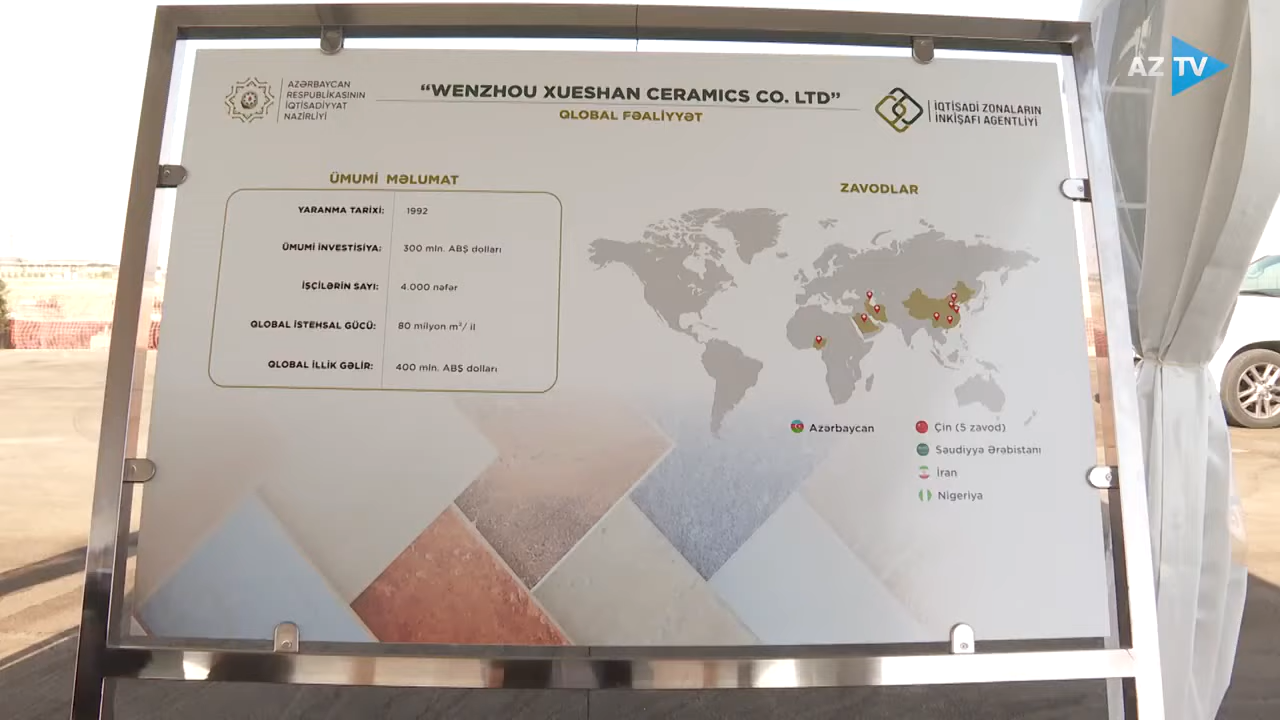 AZ TV
AZƏRBAYCAN
RESPUBLİKASININ
İQTİSADİYYAT
NAZİRLİYİ
“WENZHOU XUESHAN CERAMICS CO. LTD”
QLOBAL FƏALİYYƏT
İQTİSADİ ZONALARIN
İNKİŞAFI AGENTLİYİ
ÜMUMİ MƏLUMAT
YARANMA TARİXİ: 1992
ÜMUMİ İNVESTİSİYA: 300 mln. ABŞ dolları
İŞÇİLƏRİN SAYI: 4.000 nəfər
QLOBAL İSTEHSAL GÜCÜ: 80 milyon m²/ il
QLOBAL İLLİK GƏLİR: 400 mln. ABŞ dolları
ZAVODLAR
Azərbaycan
Çin (5 zavod)
Səudiyyə Ərəbistanı
İran
Nigeriya